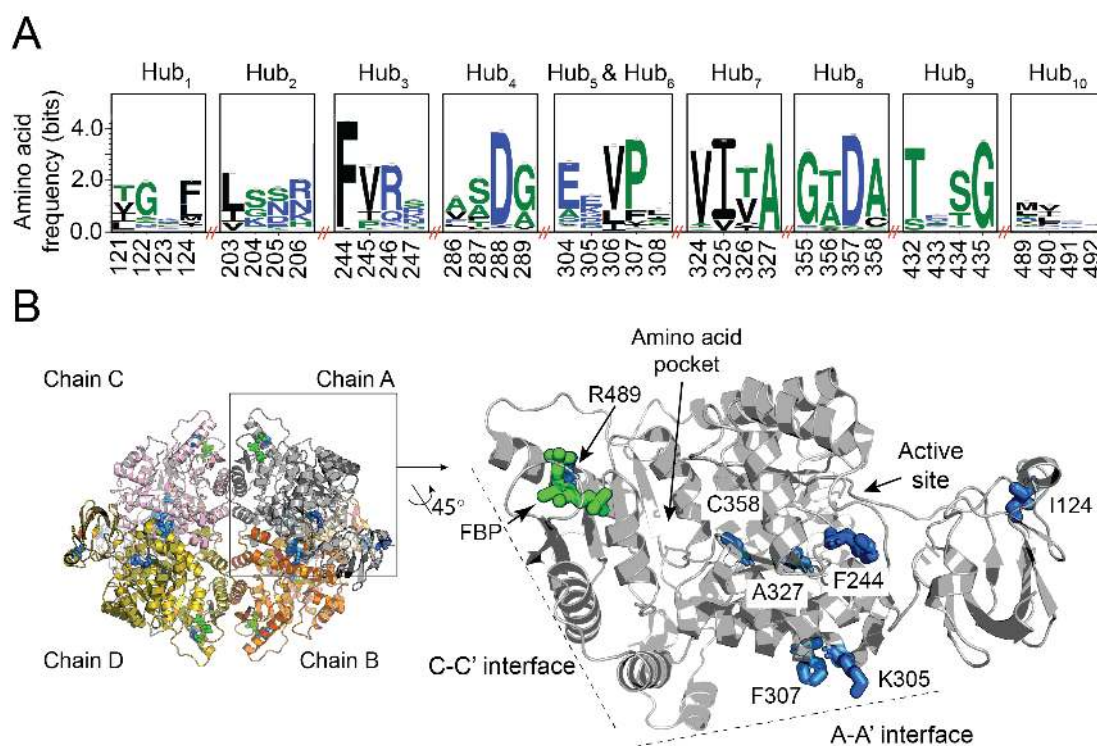 A
Hub1 Hub2 Hub3 Hub4 Hub5 & Hub6 Hub7 Hub8 Hub9 Hub10
Amino acid
frequency (bits)
4.0
2.0
0.0
121 122 123 124 203 204 205 206 244 245 246 247 286 287 288 289 304 305 306 307 308 324 325 326 327 355 356 357 358 432 433 434 435 489 490 491 492
B
Chain C
Chain A
Chain D
Chain B
45°
Amino acid
pocket
R489
Active
site
I124
FBP
C358
A327
F244
C-C' interface
F307
K305
A-A' interface